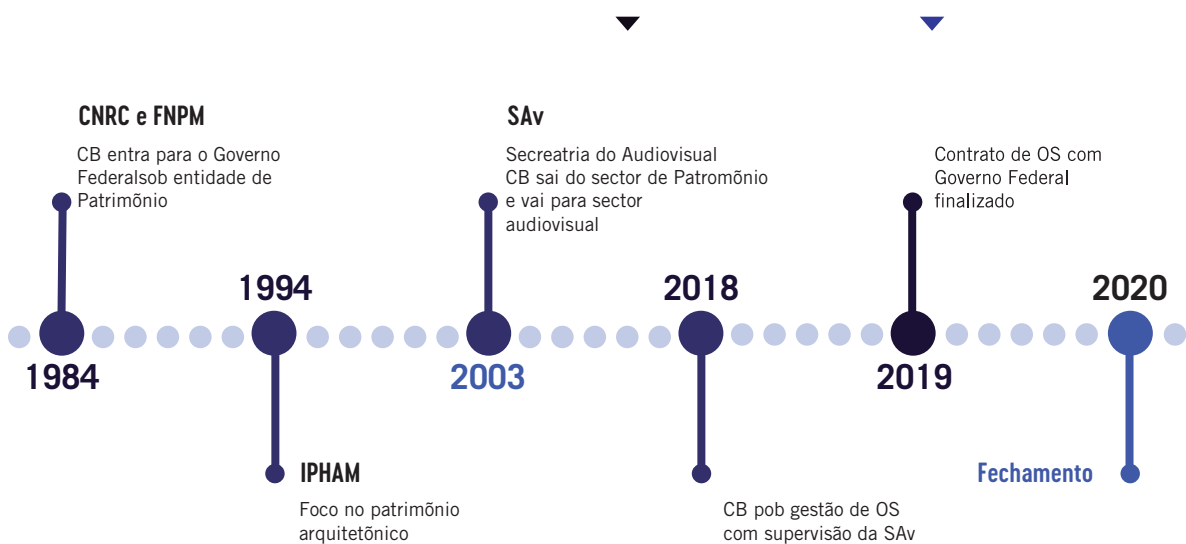 CNRC e FNPM
CB entra para o Governo
Federalsob entidade de
Patrimõnio
1984
1994
IPHAM
Foco no patrimõnio
arquitetõnico
SAv
Secreatria do Audiovisual
CB sai do sector de Patromõnio
e vai para sector
audiovisual
2003
2018
CB pob gestão de OS
com supervisão da SAv
Contrato de OS com
Governo Federal
finalizado
2019
2020
Fechamento